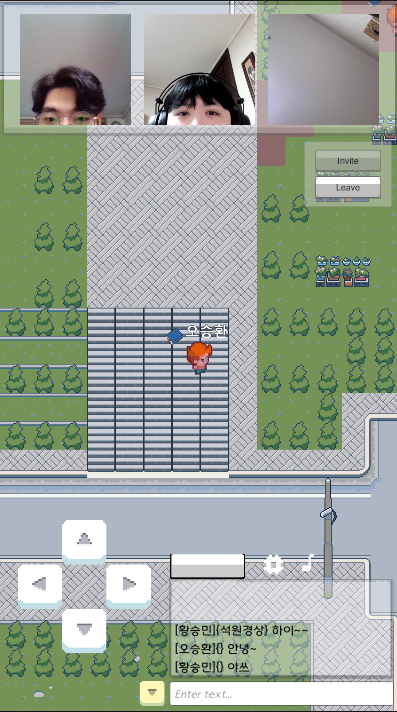 Invite
Leave
오승환
[황승민]{석원경상} 하이~~
[오승환]{} 안녕~
[황승민]{} 야쓰
Enter text...